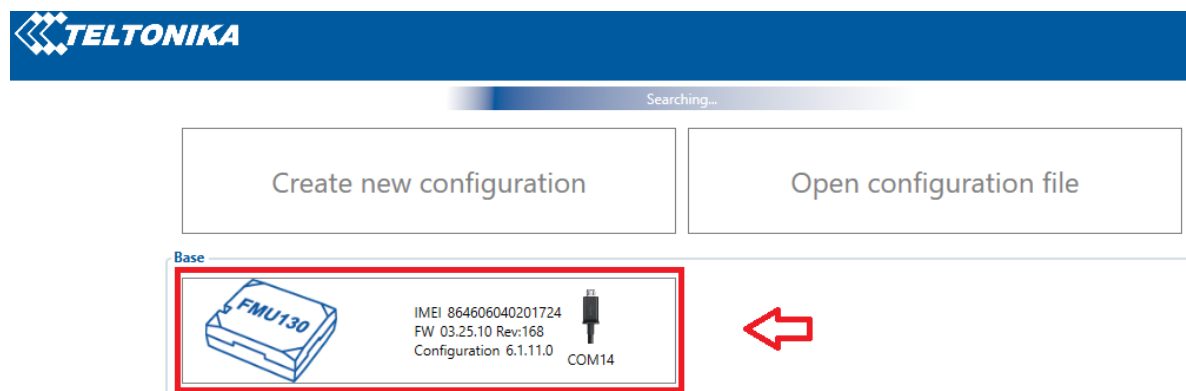 TELTONIKA
Searching...
Create new configuration
Open configuration file
Base
FMU130
IMEI 864606040201724
FW 03.25.10 Rev:168
Configuration 6.1.11.0
COM14